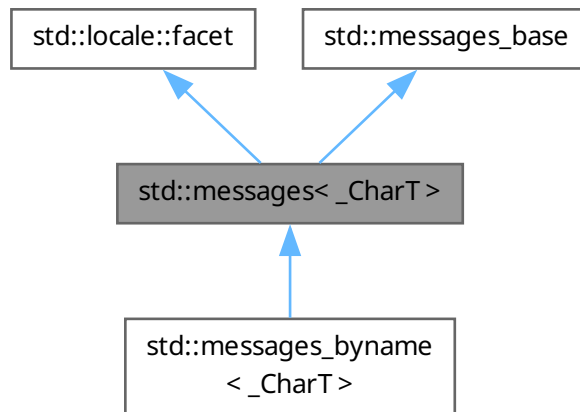 std::locale::facet
std::messages_base
std::messages< _CharT >
std::messages_byname
< _CharT >